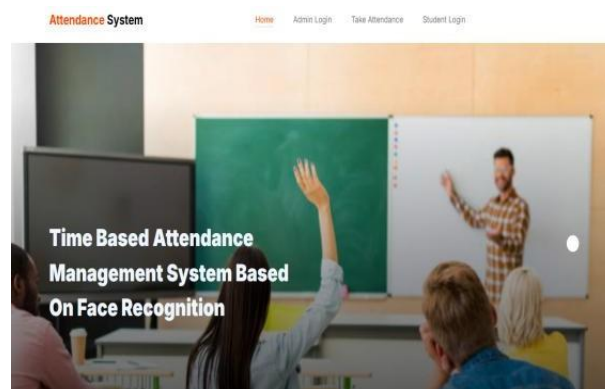 Attendance System
Home Admin Login Take Attendance Student Login
Time Based Attendance
Management System Based
On Face Recognition